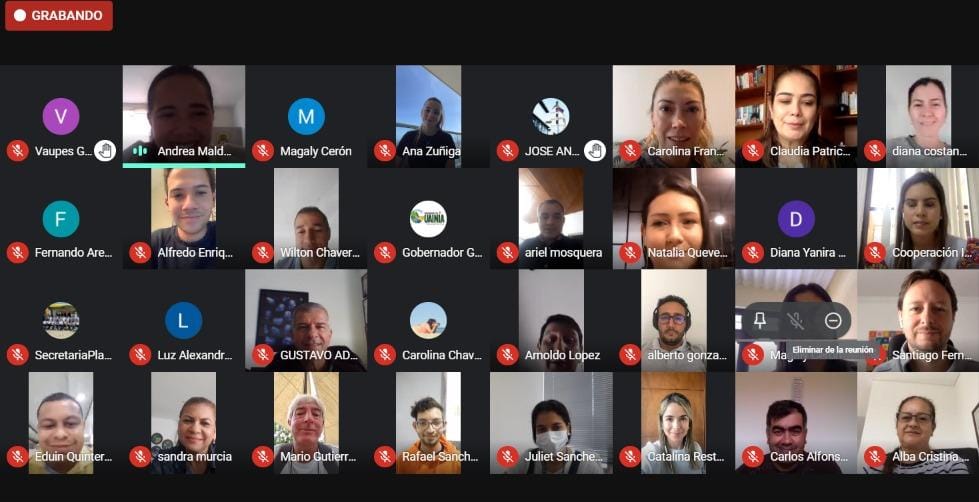 GRABANDO
V
Vaupes G...
Andrea Mald...
M
Magaly Cerón
Ana Zuñiga
JOSE AN...
Carolina Fran...
Claudia Patric...
diana costan...
F
Fernando Are...
Alfredo Enriq...
Wilton Chaver...
UAINIA
Gobernador G...
ariel mosquera
Natalia Queve...
D
Diana Yanira ...
Cooperación I...
SecretariaPla...
L
Luz Alexandr...
GUSTAVO AD...
Carolina Chav...
Arnoldo Lopez
alberto gonza...
Eliminar de la reunión
Santiago Fern...
Eduin Quinter...
sandra murcia
Mario Gutierr...
Rafael Sanch...
Juliet Sanche...
Catalina Rest...
Carlos Alfons...
Alba Cristina ...